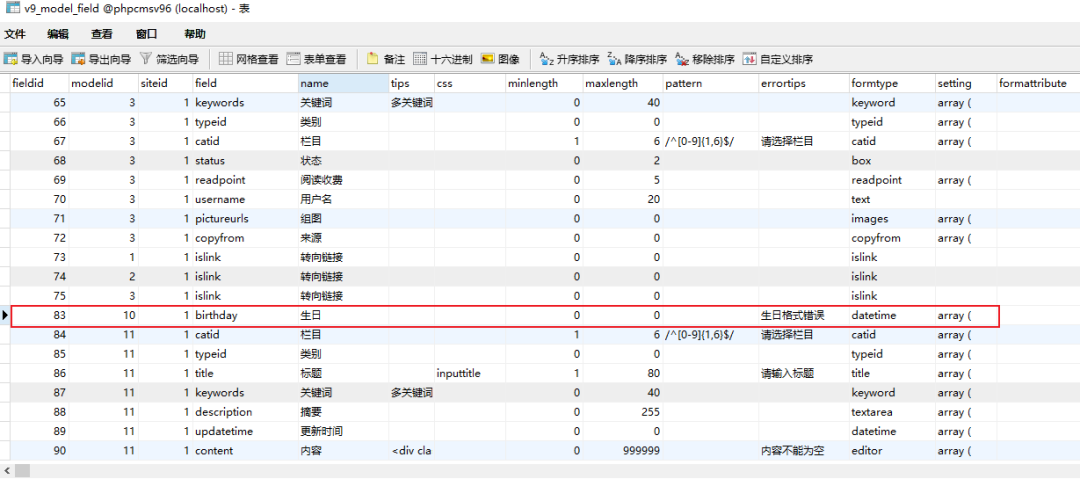 v9_model_field @phpcmsv96 (localhost) - 表
文件 编辑 查看 窗口 帮助
导入向导 导出向导 筛选向导 网格查看 表单查看 备注 十六进制 图像 升序排序 降序排序 移除排序 自定义排序
fieldid modelid siteid field name tips css minlength maxlength pattern errortips formtype setting formattribute
65 3 1 keywords 关键词 多关键词 0 40 keyword array (
66 3 1 typeid 类别 0 0 typeid array (
67 3 1 catid 栏目 1 6 /^[0-9]{1,6}$/ 请选择栏目 catid array (
68 3 1 status 状态 0 2 box
69 3 1 readpoint 阅读收费 0 5 readpoint array (
70 3 1 username 用户名 0 20 text
71 3 1 pictureurls 组图 0 0 images array (
72 3 1 copyfrom 来源 0 0 copyfrom array (
73 1 1 islink 转向链接 0 0 islink
74 2 1 islink 转向链接 0 0 islink
75 3 1 islink 转向链接 0 0 islink
83 10 1 birthday 生日 0 0 生日格式错误 datetime array (
84 11 1 catid 栏目 1 6 /^[0-9]{1,6}$/ 请选择栏目 catid array (
85 11 1 typeid 类别 0 0 typeid array (
86 11 1 title 标题 inputtitle 1 80 请输入标题 title array (
87 11 1 keywords 关键词 多关键词 0 40 keyword array (
88 11 1 description 摘要 0 255 textarea array (
89 11 1 updatetime 更新时间 0 0 datetime array (
90 11 1 content 内容 <div cla 0 999999 内容不能为空 editor array (